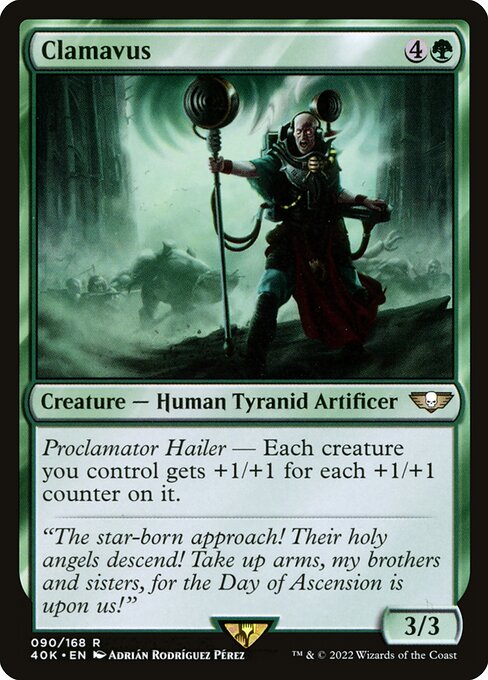 Clamavus 4
Creature — Human Tyranid Artificer
Proclamator Hailer — Each creature
you control gets +1/+1 for each +1/+1
counter on it.
“The star-born approach! Their holy
angels descend! Take up arms, my brothers
and sisters, for the Day of Ascension is
upon us!”
3/3
090/168 R
40K • EN ADRIÁN RODRÍGUEZ PÉREZ ™ & © 2022 Wizards of the Coast